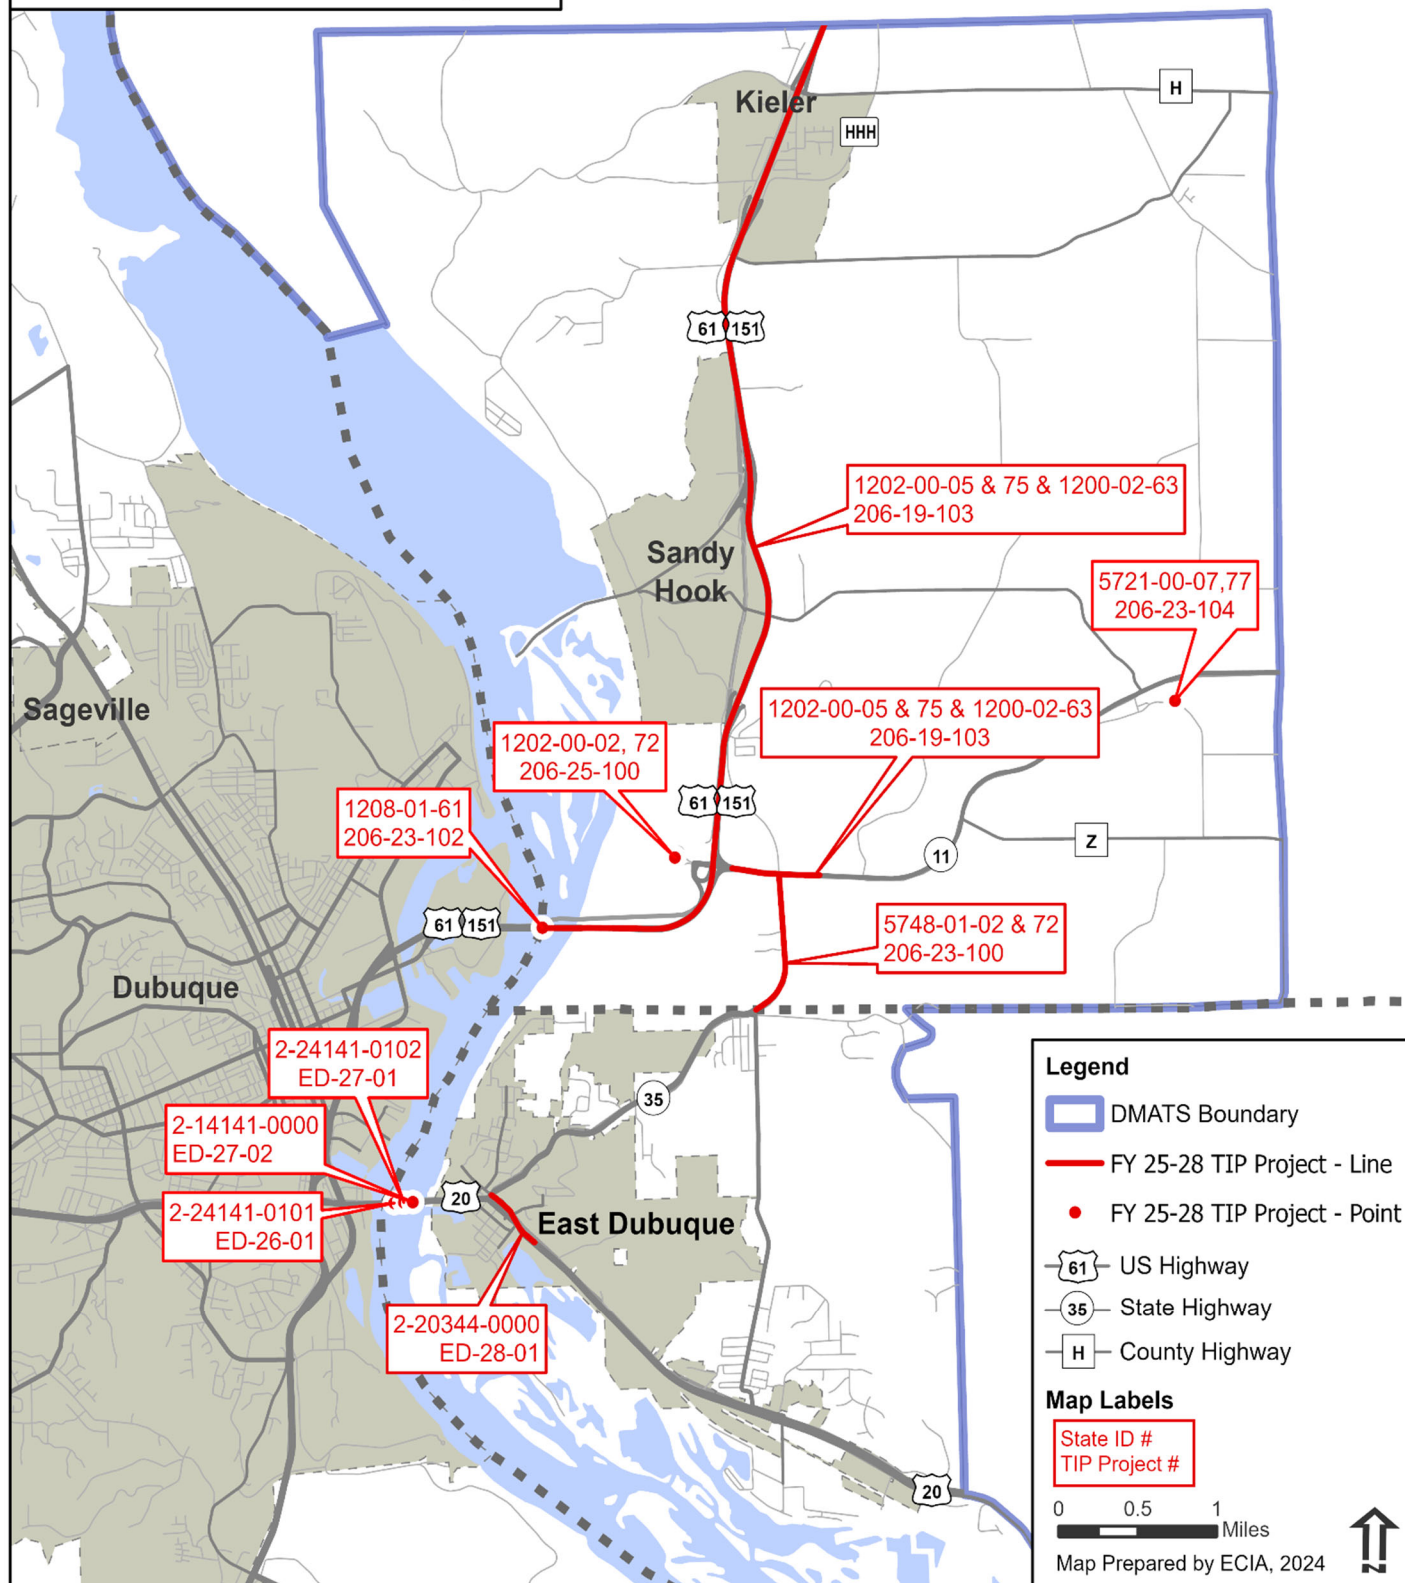 Kieler
H
HHH
61 151
1202-00-05 & 75 & 1200-02-63
206-19-103
Sandy
Hook
5721-00-07,77
206-23-104
Sageville
1202-00-05 & 75 & 1200-02-63
206-19-103
1202-00-02, 72
206-25-100
61 151
1208-01-61
206-23-102
Z
11
61 151
5748-01-02 & 72
206-23-100
Dubuque
2-24141-0102
ED-27-01
35
2-14141-0000
ED-27-02
20
2-24141-0101
ED-26-01
East Dubuque
2-20344-0000
ED-28-01
20
Legend
DMATS Boundary
FY 25-28 TIP Project - Line
FY 25-28 TIP Project - Point
61 US Highway
35 State Highway
H County Highway
Map Labels
State ID #
TIP Project #
0 0.5 1
Miles
Map Prepared by ECIA, 2024
N